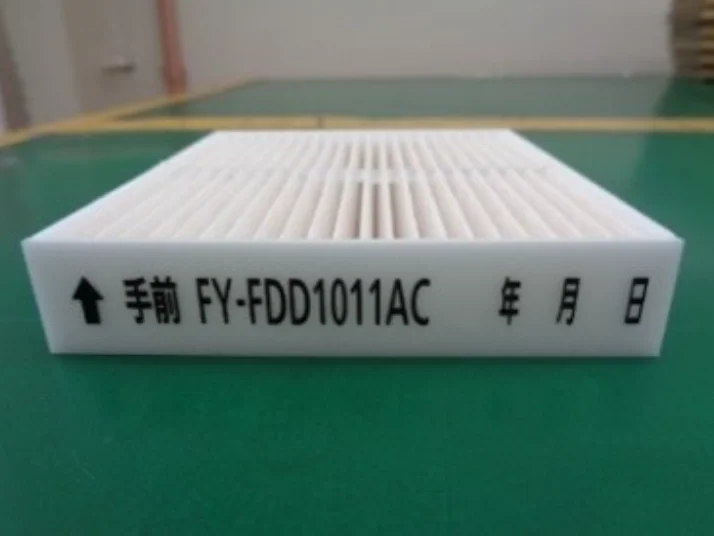 ↑ 手前 FY-FDD1011AC 年 月 日